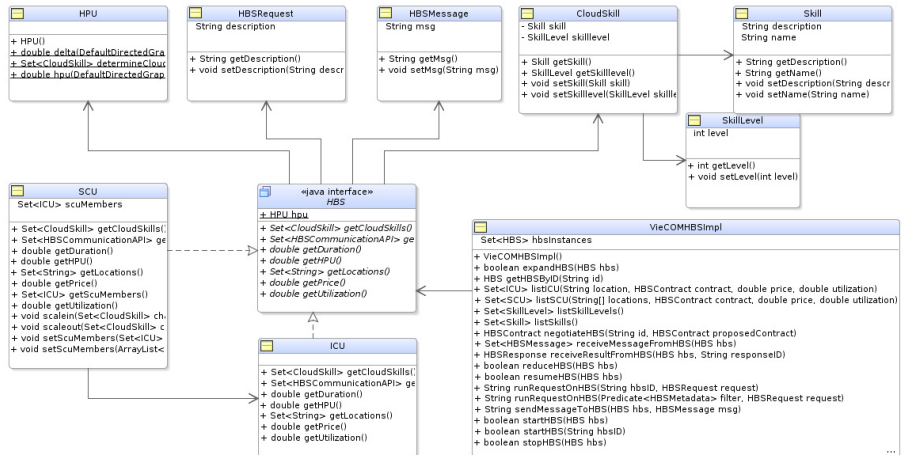 HPU
+ HPU()
+ double delta(DefaultDirectedGra
+ Set<CloudSkill> determineClou
+ double hpu(DefaultDirectedGrap
HBSRequest
String description
+ String getDescription()
+ void setDescription(String descr
HBSMessage
String msg
+ String getMsg()
+ void setMsg(String msg)
CloudSkill
- Skill skill
- SkillLevel skilllevel
+ Skill getSkill()
+ SkillLevel getSkilllevel()
+ void setSkill(Skill skill)
+ void setSkilllevel(SkillLevel skille
Skill
String description
String name
+ String getDescription()
+ String getName()
+ void setDescription(String descr
+ void setName(String name)
SkillLevel
int level
+ int getLevel()
+ void setLevel(int level)
SCU
Set<ICU> scuMembers
+ Set<CloudSkill> getCloudSkills()
+ Set<HBSCommunicationAPI> ge
+ double getDuration()
+ double getHPU()
+ Set<String> getLocations()
+ double getPrice()
+ Set<ICU> getScuMembers()
+ double getUtilization()
+ void scalein(Set<CloudSkill> ch
+ void scaleout(Set<CloudSkill> c
+ void setScuMembers(Set<ICU>
+ void setScuMembers(ArrayList<
«java interface»
HBS
+ HPU hpu
+ Set<CloudSkill> getCloudSkills()
+ Set<HBSCommunicationAPI> ge
+ double getDuration()
+ double getHPU()
+ Set<String> getLocations()
+ double getPrice()
+ double getUtilization()
ICU
+ Set<CloudSkill> getCloudSkills()
+ Set<HBSCommunicationAPI> ge
+ double getDuration()
+ double getHPU()
+ Set<String> getLocations()
+ double getPrice()
+ double getUtilization()
VieCOMHBSImpl
Set<HBS> hbsInstances
+ VieCOMHBSImpl()
+ boolean expandHBS(HBS hbs)
+ HBS getHBSByID(String id)
+ Set<ICU> listICU(String location, HBSContract contract, double price, double utilization)
+ Set<SCU> listSCU(String[] locations, HBSContract contract, double price, double utilization)
+ Set<SkillLevel> listSkillLevels()
+ Set<Skill> listSkills()
+ HBSContract negotiateHBS(String id, HBSContract proposedContract)
+ Set<HBSMessage> receiveMessageFromHBS(HBS hbs)
+ HBSResponse receiveResultFromHBS(HBS hbs, String responseID)
+ boolean reduceHBS(HBS hbs)
+ boolean resumeHBS(HBS hbs)
+ String runRequestOnHBS(String hbsID, HBSRequest request)
+ String runRequestOnHBS(Predicate<HBSMetadata> filter, HBSRequest request)
+ String sendMessageToHBS(HBS hbs, HBSMessage msg)
+ boolean startHBS(HBS hbs)
+ boolean startHBS(String hbsID)
+ boolean stopHBS(HBS hbs)
...